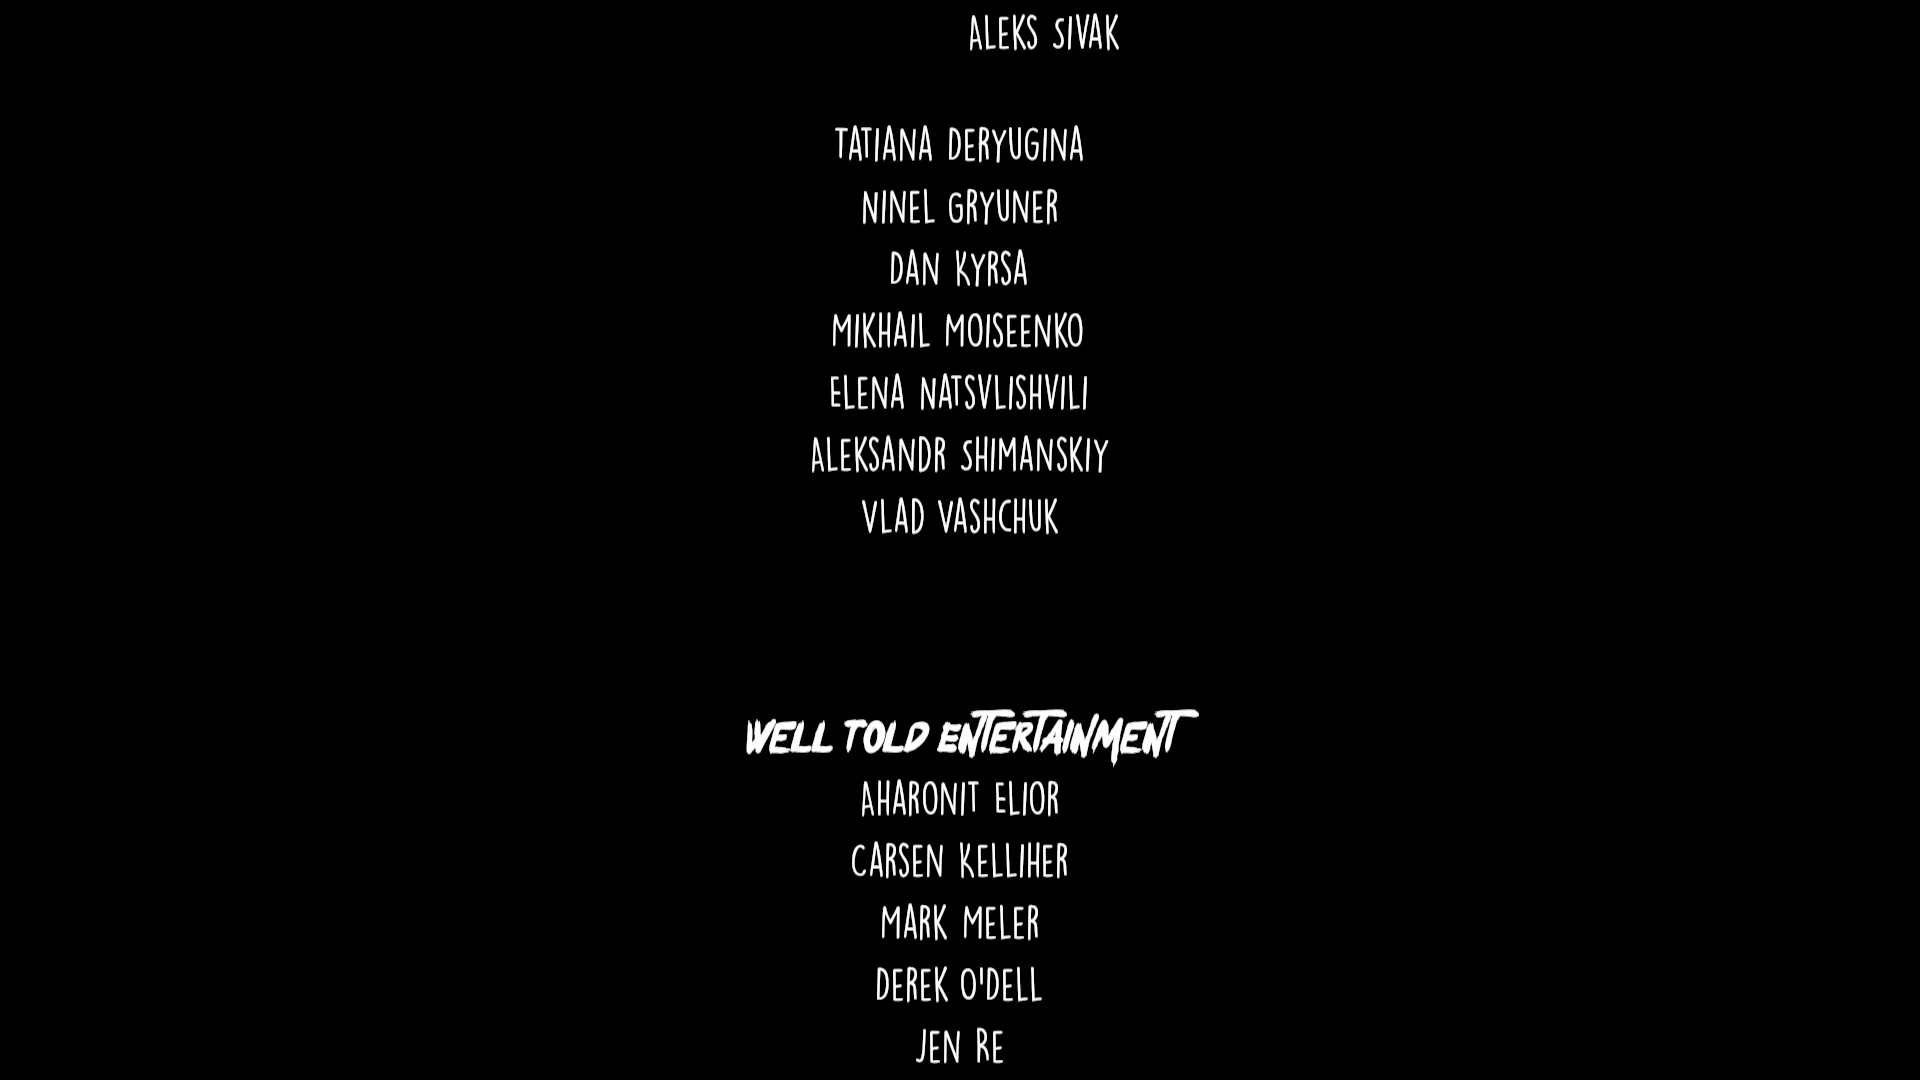 ALEKS SIVAK
TATIANA DERYUGINA
NINEL GRYUNER
DAN KYRSA
MIKHAIL MOISEENKO
ELENA NATSVLISHVILI
ALEKSANDR SHIMANSKIY
VLAD VASHCHUK
WELL TOLD ENTERTAINMENT
AHARONIT ELIOR
CARSEN KELLIHER
MARK MELER
DEREK O'DELL
JEN RE